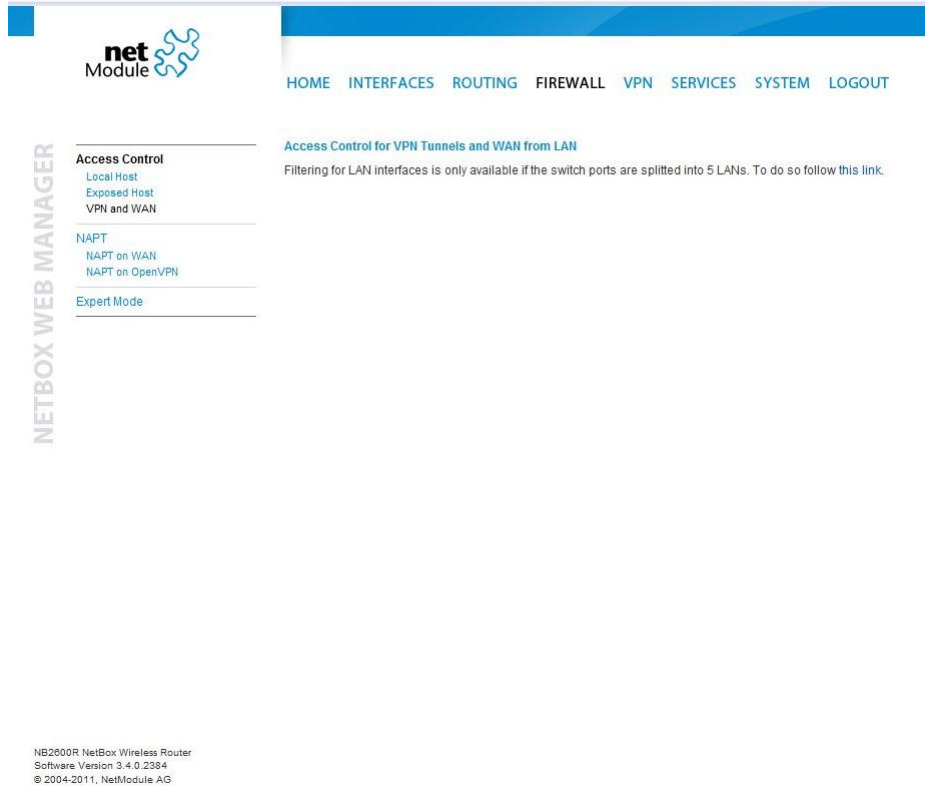 net
Module
HOME INTERFACES ROUTING FIREWALL VPN SERVICES SYSTEM LOGOUT
NETBOX WEB MANAGER
Access Control
Local Host
Exposed Host
VPN and WAN
NAPT
NAPT on WAN
NAPT on OpenVPN
Expert Mode
Access Control for VPN Tunnels and WAN from LAN
Filtering for LAN interfaces is only available if the switch ports are splitted into 5 LANs. To do so follow this link.
NB2600R NetBox Wireless Router
Software Version 3.4.0.2384
© 2004-2011, NetModule AG